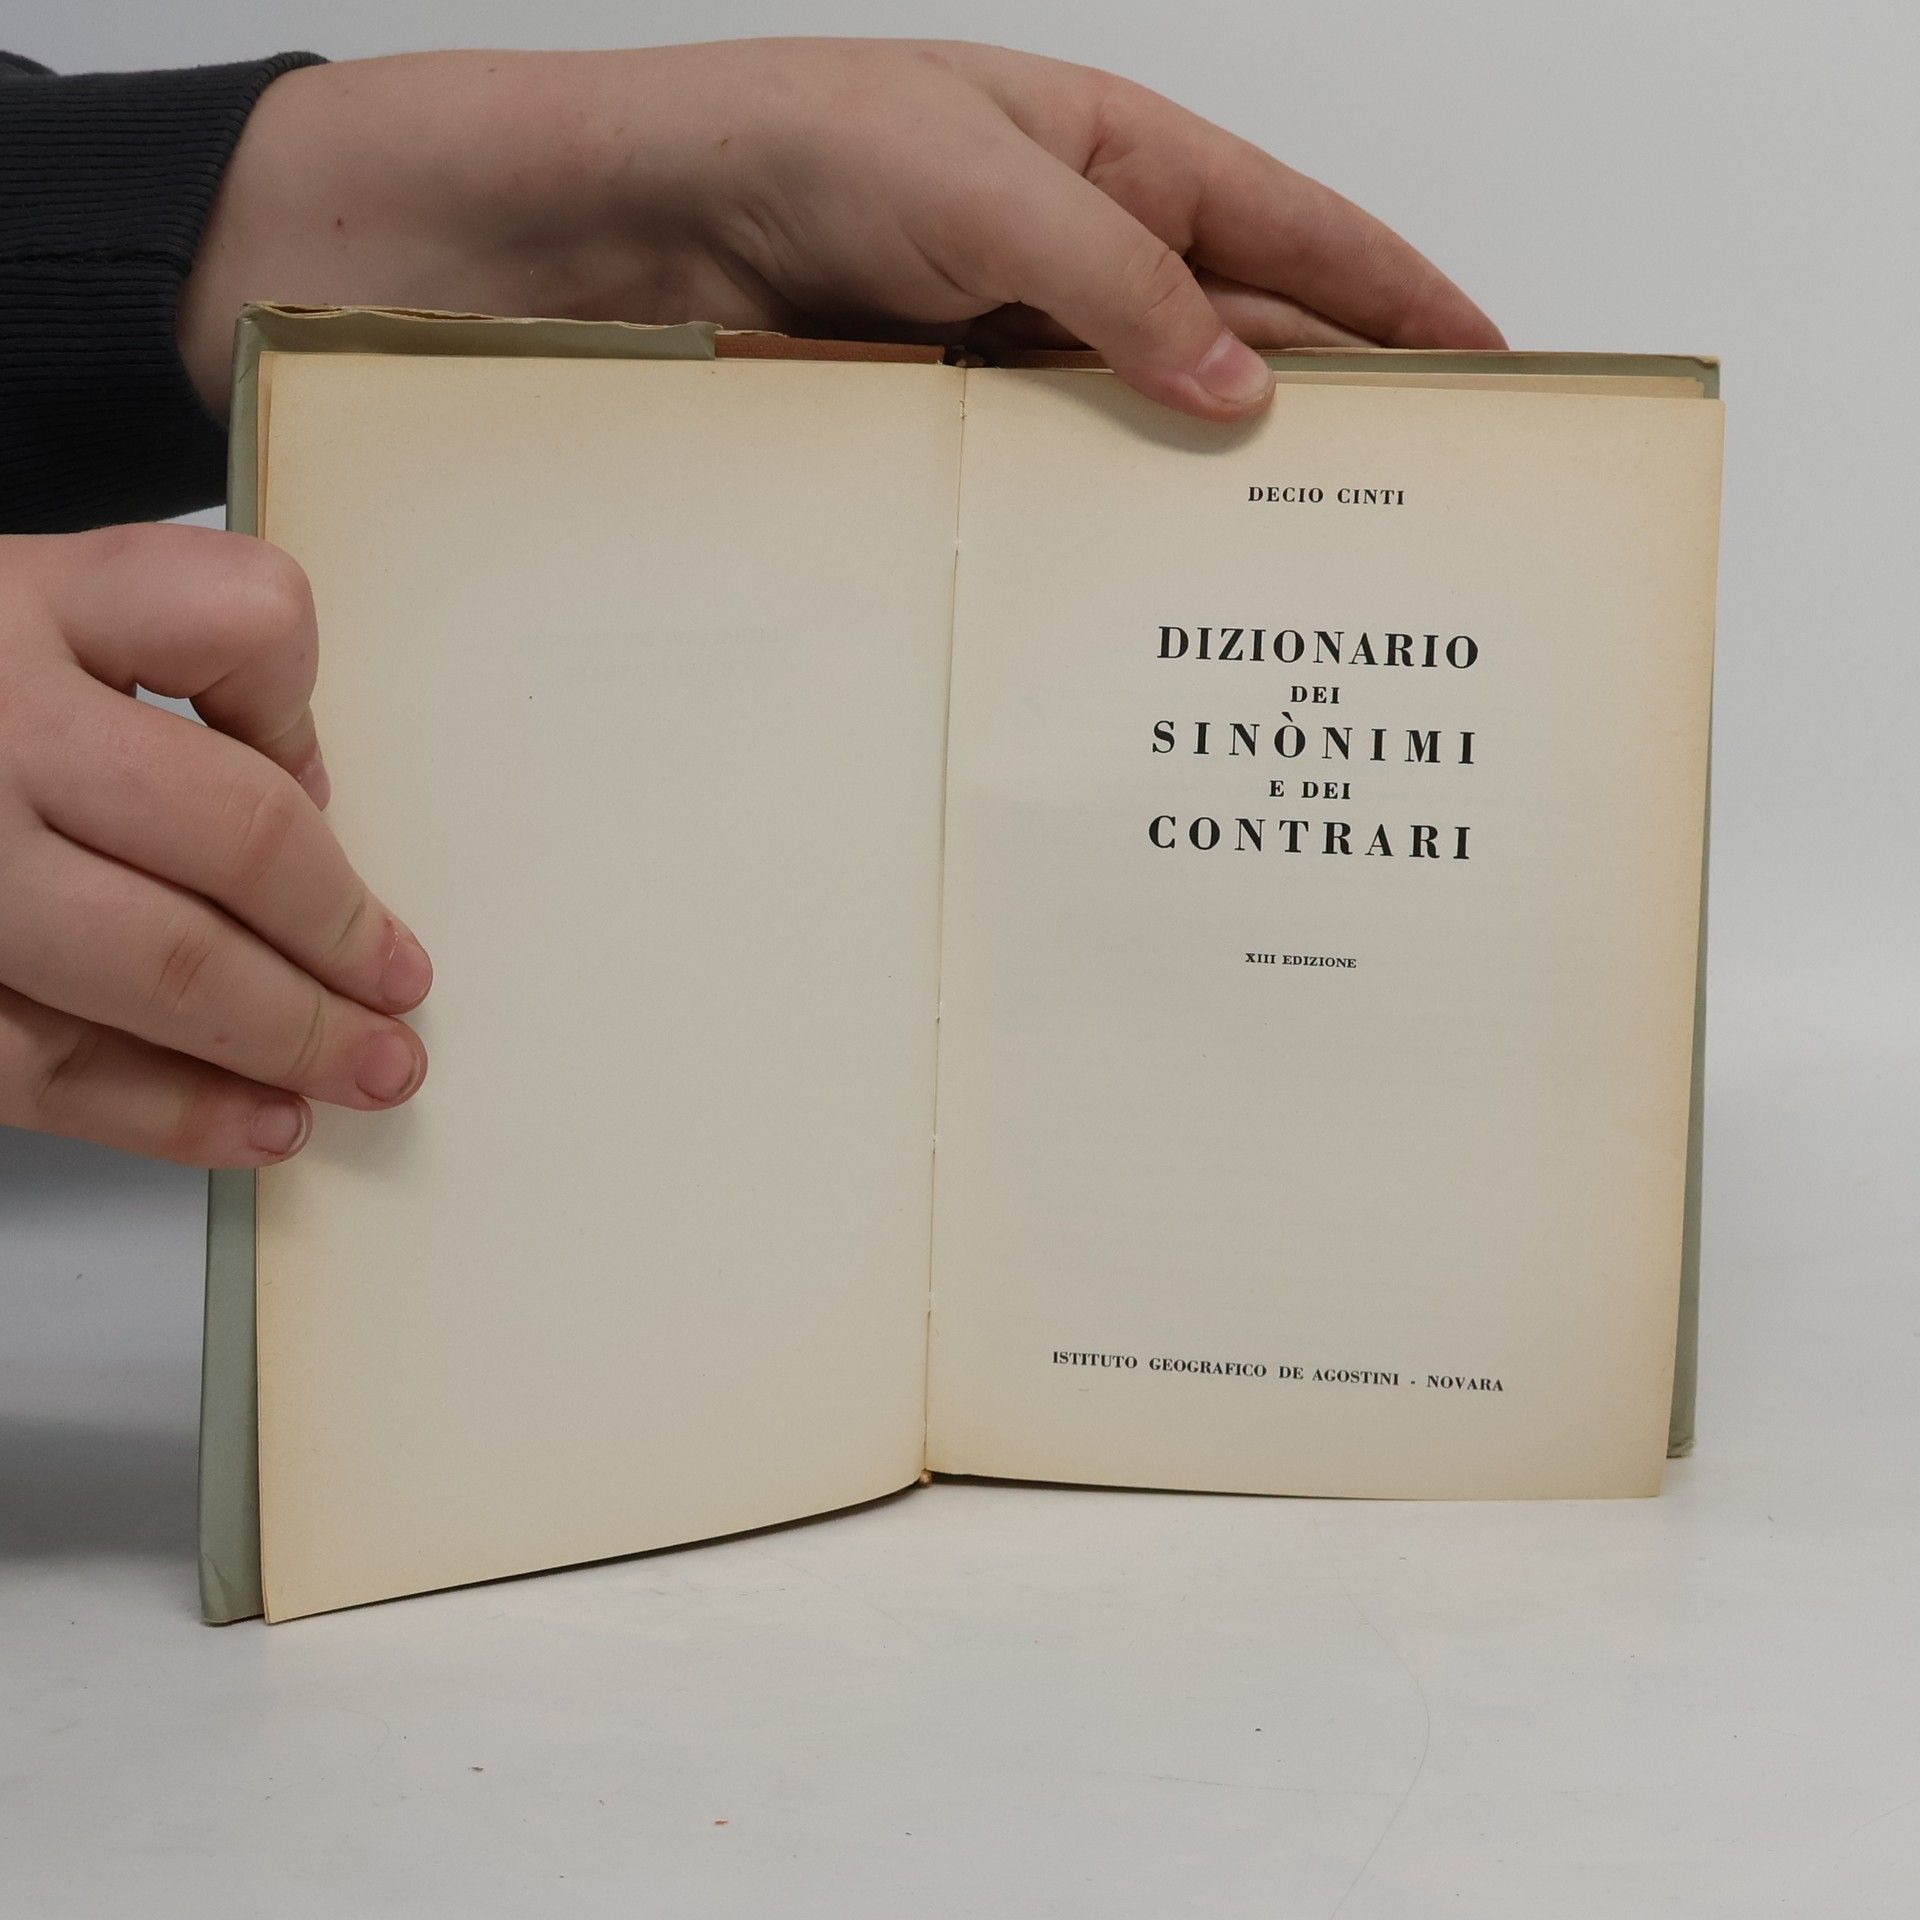 DECIO CINTI
DIZIONARIO
DEI
SINÒNIMI
E DEI
CONTRARI
XIII EDIZIONE
ISTITUTO GEOGRAFICO DE AGOSTINI - NOVARA